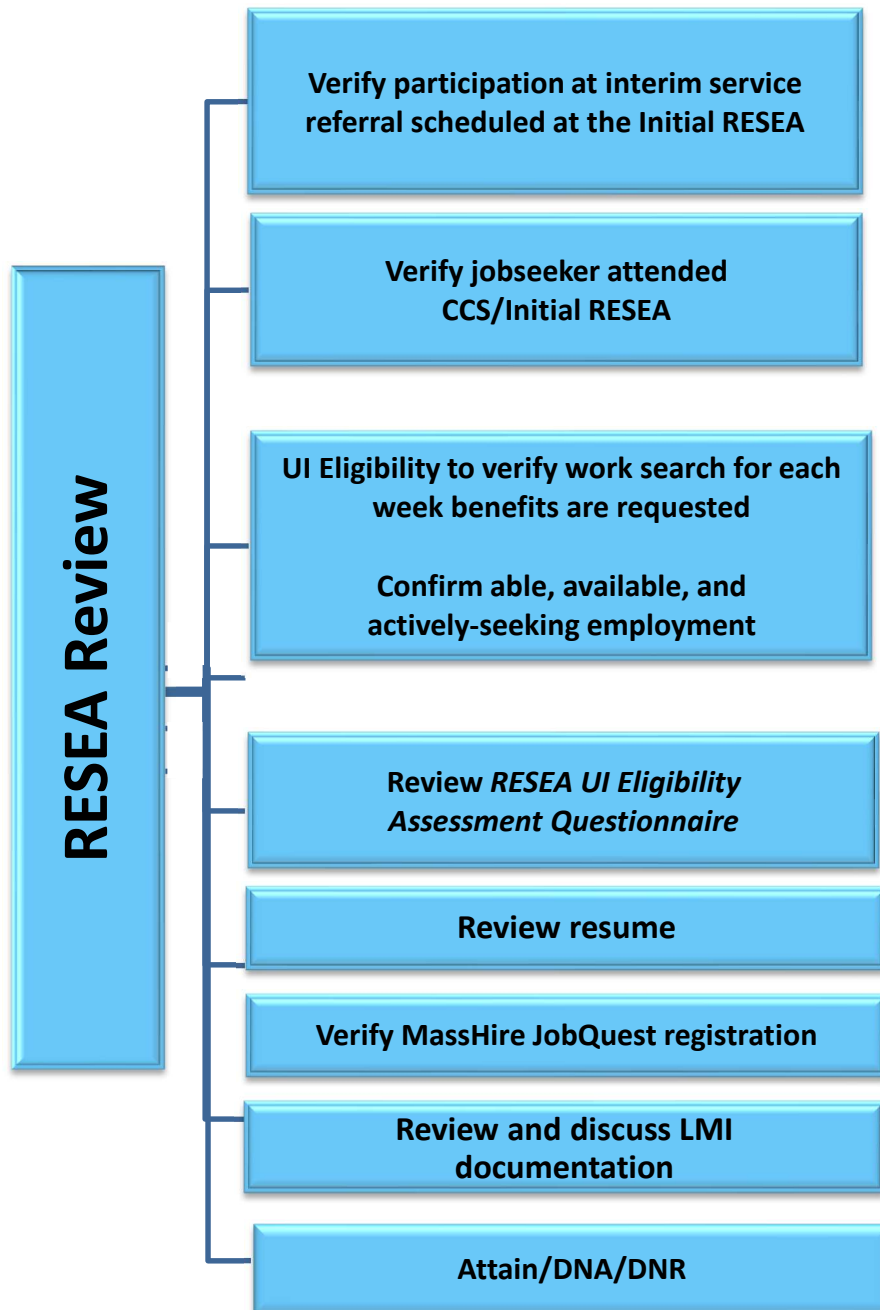 RESEA Review
Verify participation at interim service
referral scheduled at the Initial RESEA
Verify jobseeker attended
CCS/Initial RESEA
UI Eligibility to verify work search for each
week benefits are requested
Confirm able, available, and
actively-seeking employment
Review RESEA UI Eligibility
Assessment Questionnaire
Review resume
Verify MassHire JobQuest registration
Review and discuss LMI
documentation
Attain/DNA/DNR